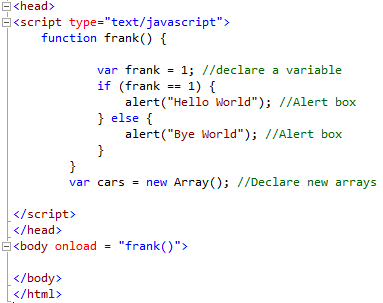 <head>
<script type="text/javascript">
function frank() {
var frank = 1; //declare a variable
if (frank == 1) {
alert("Hello World"); //Alert box
} else {
alert("Bye World"); //Alert box
}
}
var cars = new Array(); //Declare new arrays
</script>
</head>
<body onload = "frank()">
</body>
</html>